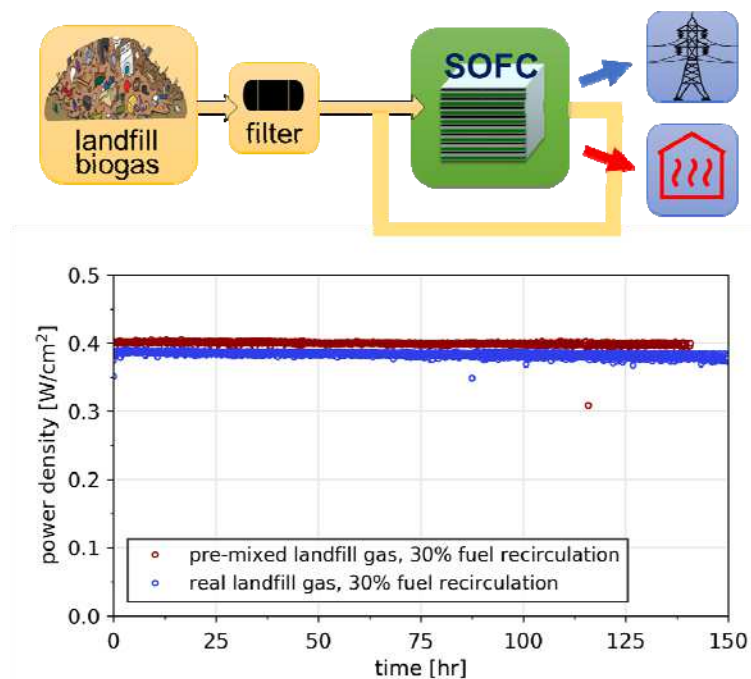 SOFC
landfill
biogas
filter
0.5
0.4
0.3
0.2
0.1
0.0
power density [W/cm²]
pre-mixed landfill gas, 30% fuel recirculation
real landfill gas, 30% fuel recirculation
0 25 50 75 100 125 150
time [hr]